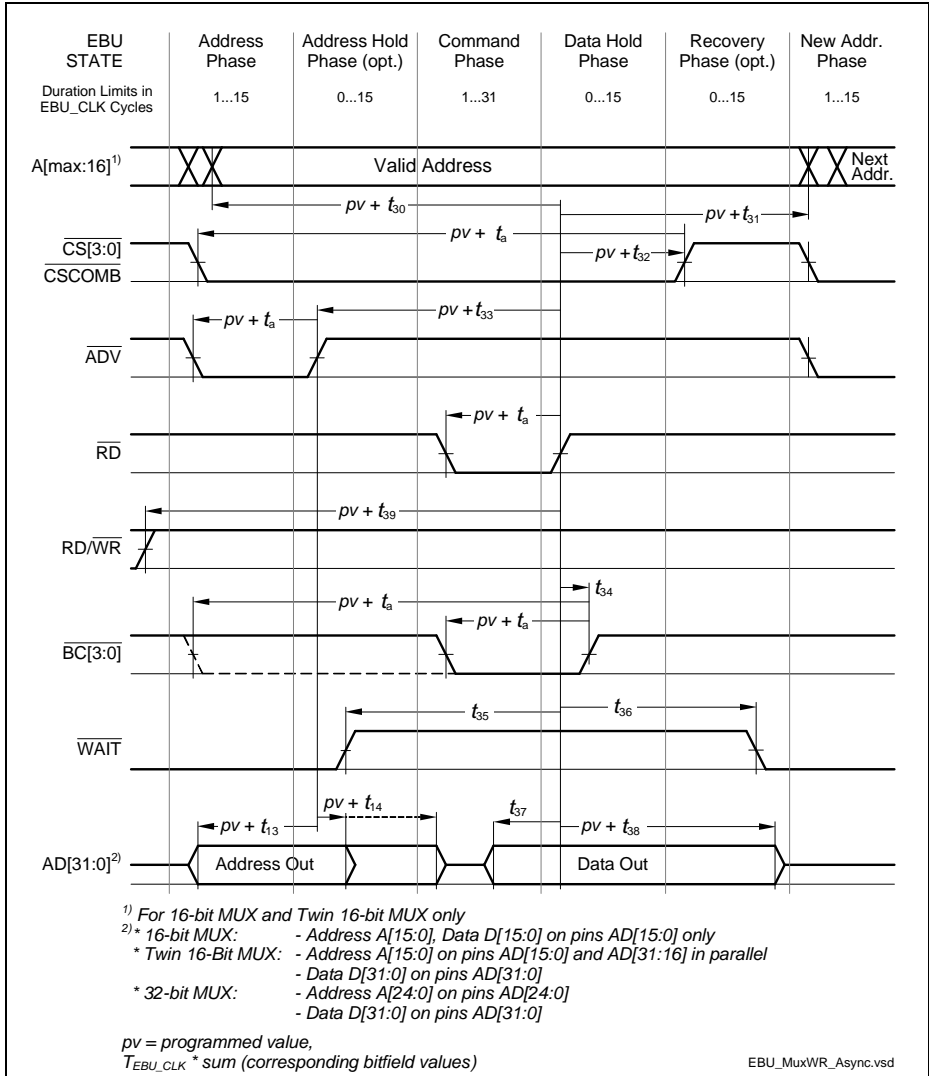 EBU STATE
Address Phase
Address Hold Phase (opt.)
Command Phase
Data Hold Phase
Recovery Phase (opt.)
New Addr. Phase
Duration Limits in EBU_CLK Cycles
1...15
0...15
1...31
0...15
0...15
1...15
A[max:16]1)
Valid Address
Next Addr.
pv + t30
pv +t31
CS[3:0]
CSCOMB
pv + ta
pv +t32
ADV
pv + ta
pv +t33
RD
pv + ta
RD/WR
pv + t39
BC[3:0]
t34
pv + ta
pv + ta
WAIT
t35
t36
AD[31:0]2)
pv + t13
pv + t14
t37
pv + t38
Address Out
Data Out
1) For 16-bit MUX and Twin 16-bit MUX only
2)* 16-bit MUX: - Address A[15:0], Data D[15:0] on pins AD[15:0] only
* Twin 16-Bit MUX: - Address A[15:0] on pins AD[15:0] and AD[31:16] in parallel
- Data D[31:0] on pins AD[31:0]
* 32-bit MUX: - Address A[24:0] on pins AD[24:0]
- Data D[31:0] on pins AD[31:0]
pv = programmed value,
TEBU_CLK * sum (corresponding bitfield values)
EBU_MuxWR_Async.vsd